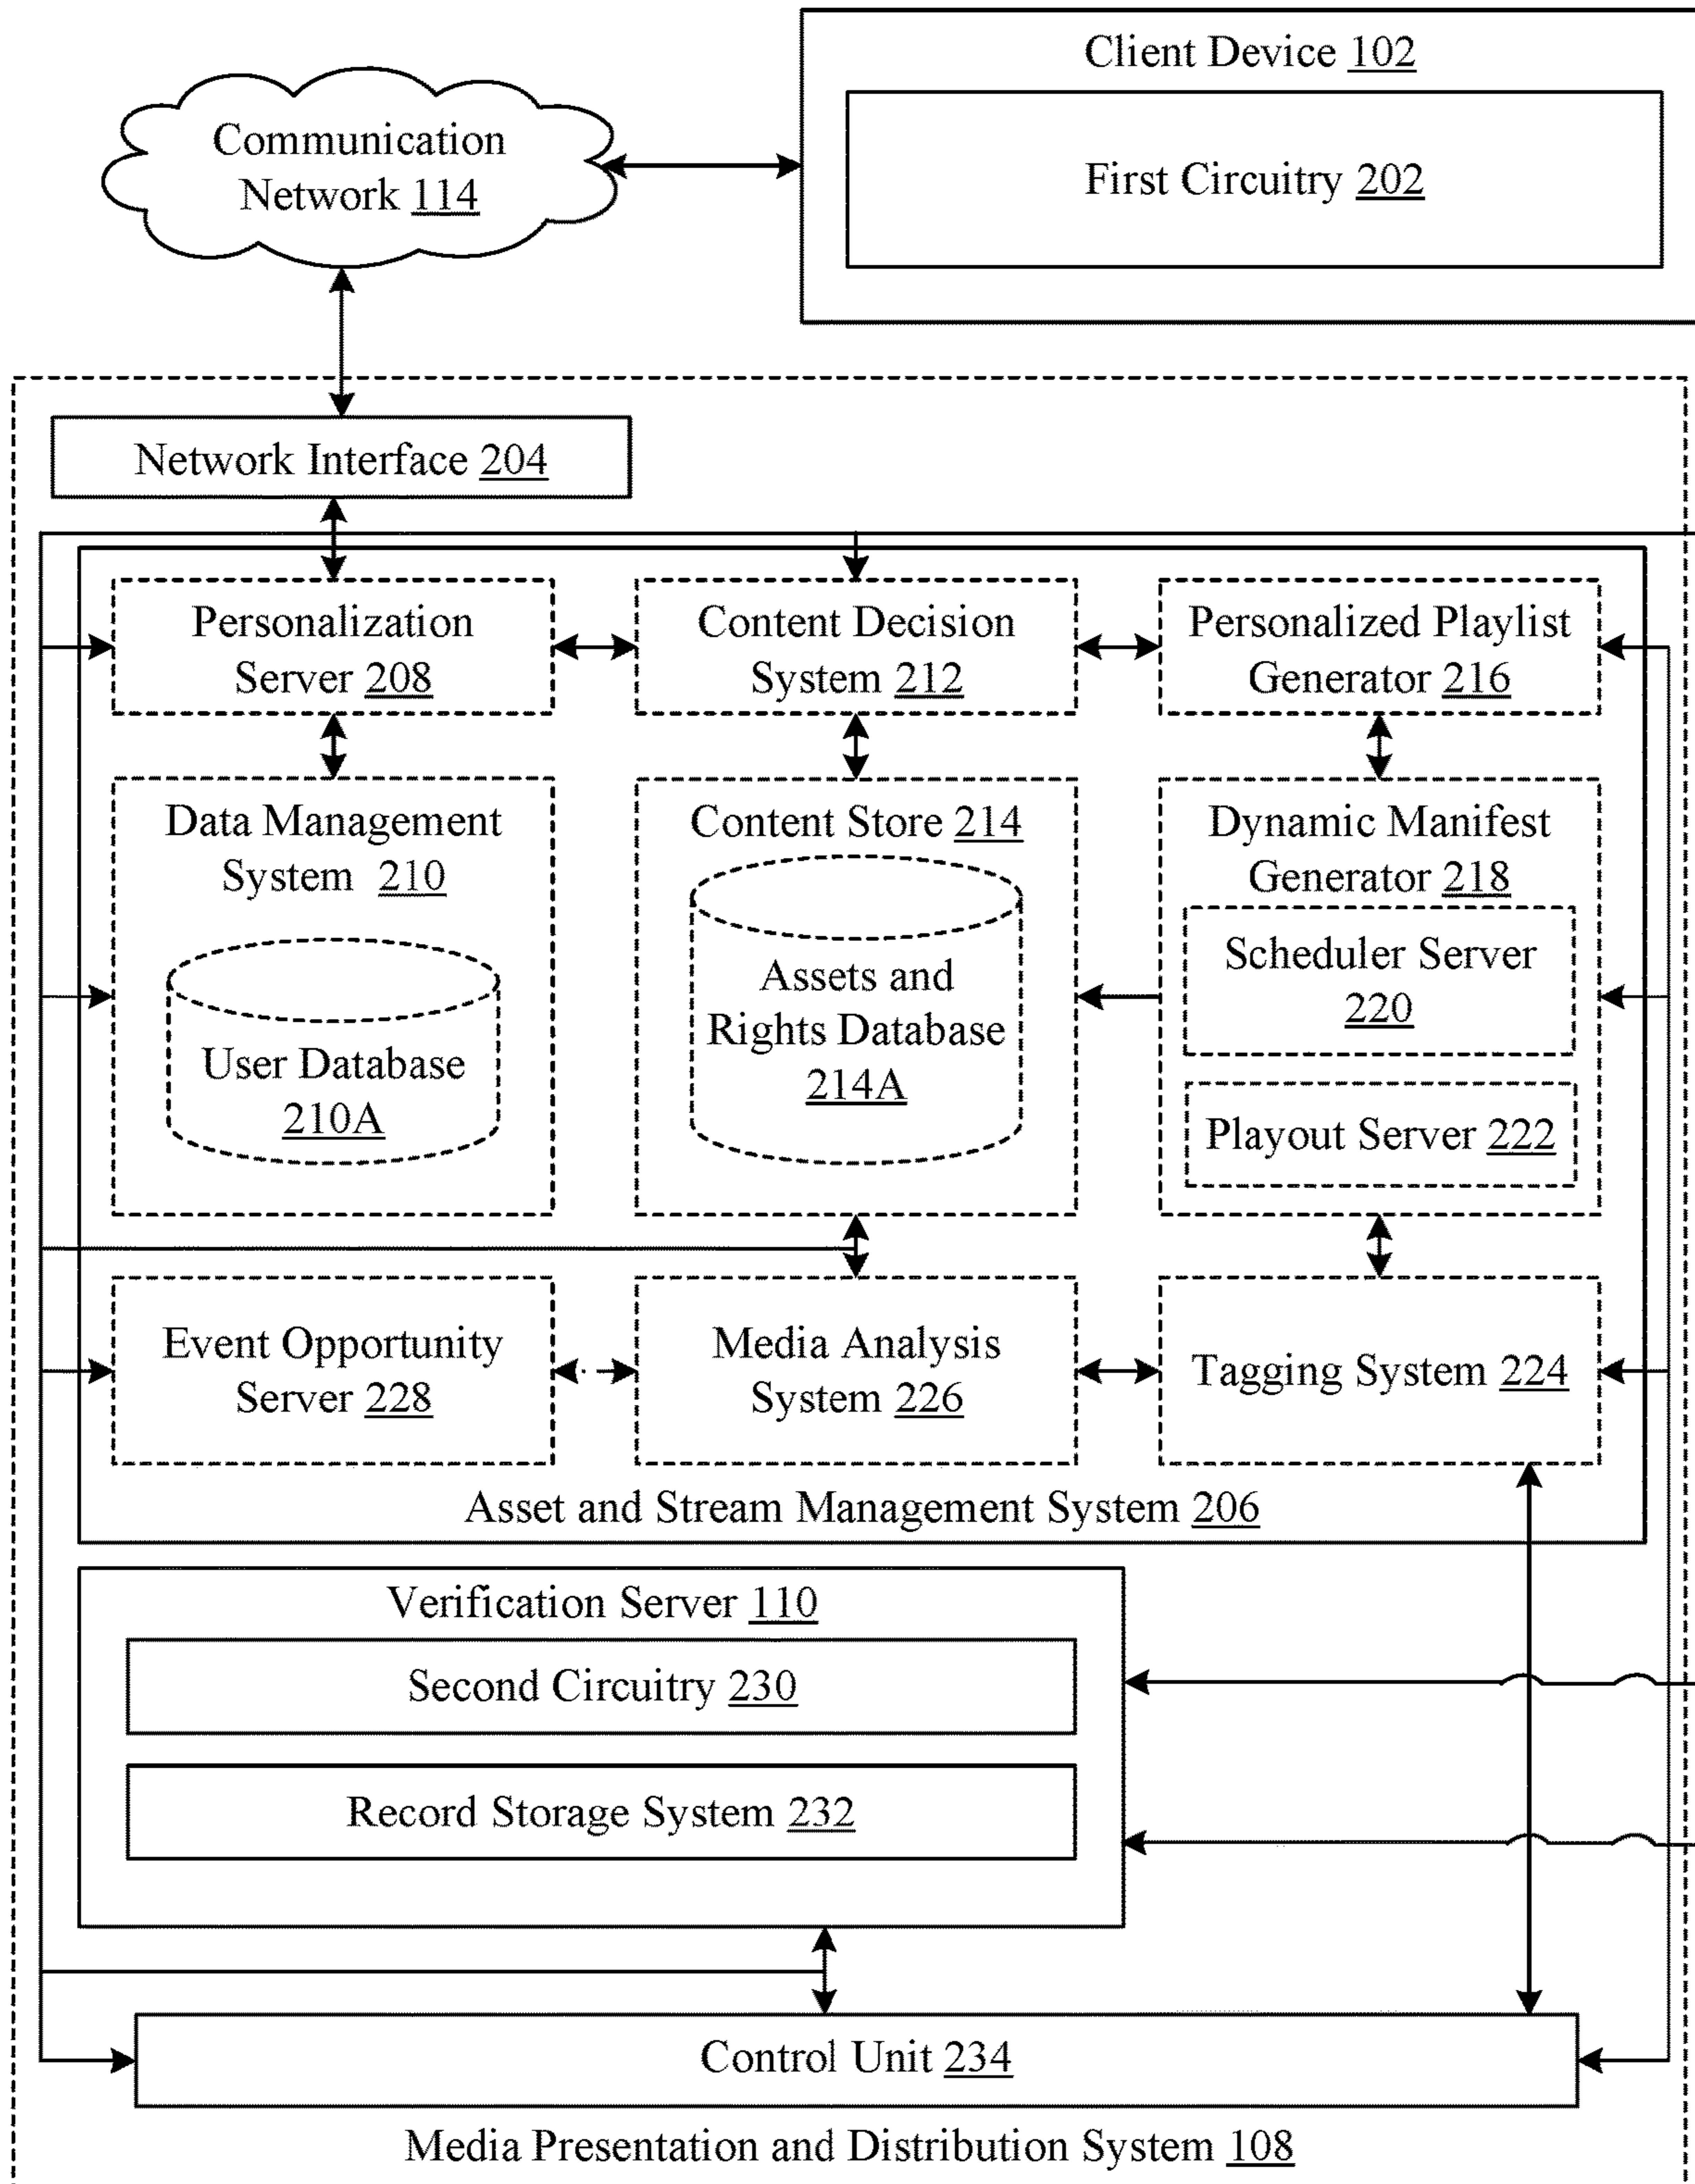 Client Device 102
First Circuitry 202
Communication
Network 114
Network Interface 204
Personalization
Server 208
Content Decision
System 212
Personalized Playlist
Generator 216
Data Management
System 210
User Database
210A
Content Store 214
Assets and
Rights Database
214A
Dynamic Manifest
Generator 218
Scheduler Server
220
Playout Server 222
Event Opportunity
Server 228
Media Analysis
System 226
Tagging System 224
Asset and Stream Management System 206
Verification Server 110
Second Circuitry 230
Record Storage System 232
Control Unit 234
Media Presentation and Distribution System 108